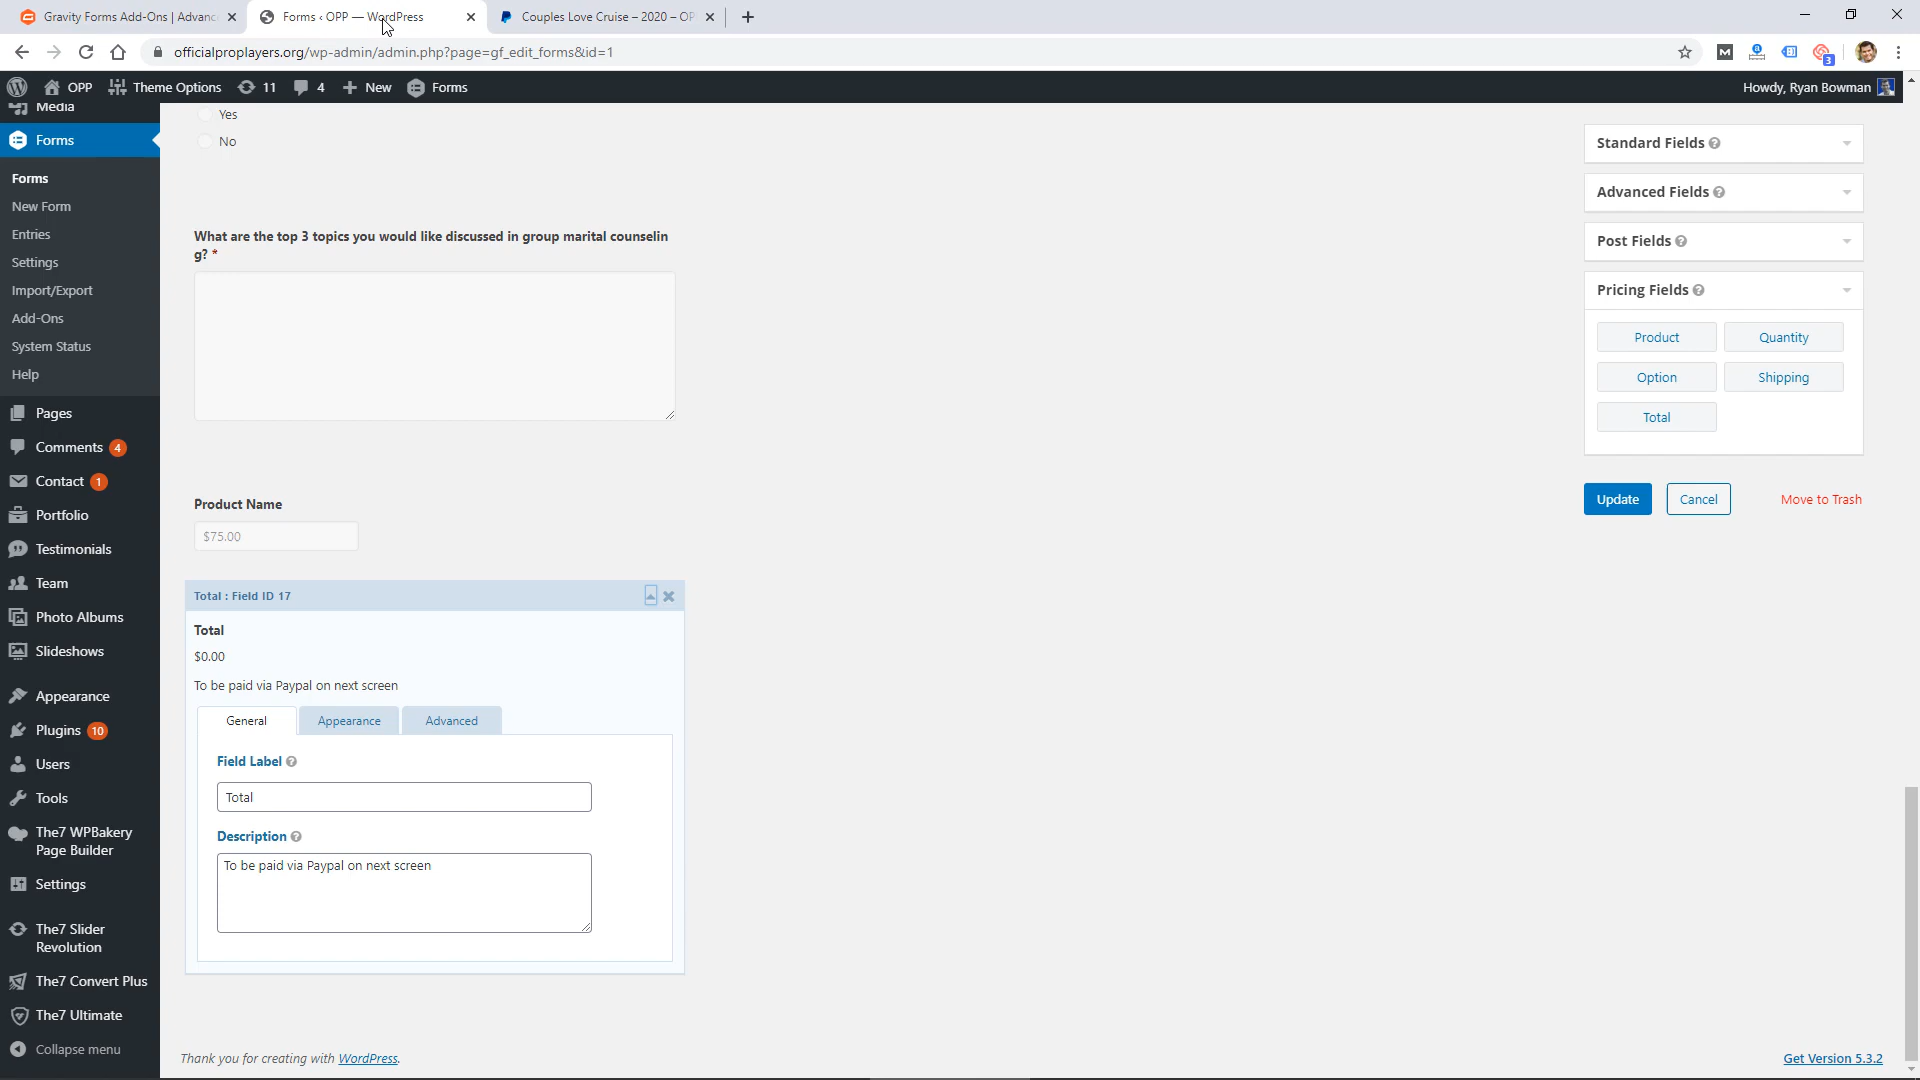 Gravity Forms Add-Ons | Advanc
Forms ‹ OPP — WordPress
Couples Love Cruise – 2020 – OP
officialproplayers.org/wp-admin/admin.php?page=gf_edit_forms&id=1
M
8
3
OPP
Theme Options
11
4
New
Forms
Howdy, Ryan Bowman
Media
Forms
Forms
New Form
Entries
Settings
Import/Export
Add-Ons
System Status
Help
Pages
Comments 4
Contact 1
Portfolio
Testimonials
Team
Photo Albums
Slideshows
Appearance
Plugins 10
Users
Tools
The7 WPBakery
Page Builder
Settings
The7 Slider
Revolution
The7 Convert Plus
The7 Ultimate
Collapse menu
Yes
No
What are the top 3 topics you would like discussed in group marital counselin
g? *
Product Name
$75.00
Total : Field ID 17
Total
$0.00
To be paid via Paypal on next screen
General
Appearance
Advanced
Field Label
Total
Description
To be paid via Paypal on next screen
Standard Fields
Advanced Fields
Post Fields
Pricing Fields
Product
Quantity
Option
Shipping
Total
Update
Cancel
Move to Trash
Thank you for creating with WordPress.
Get Version 5.3.2